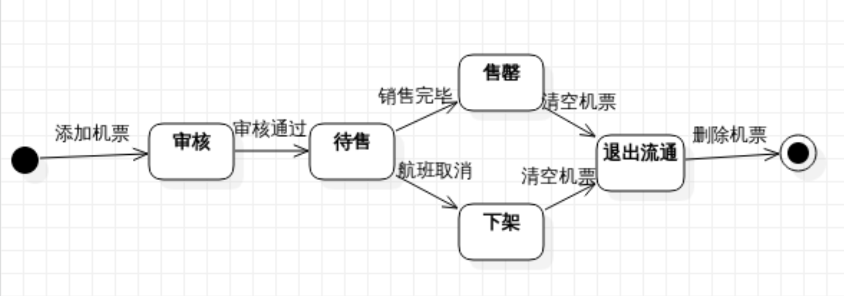 添加机票
审核
审核通过
待售
销售完毕
售罄
清空机票
航班取消
下架
清空机票
退出流通
删除机票